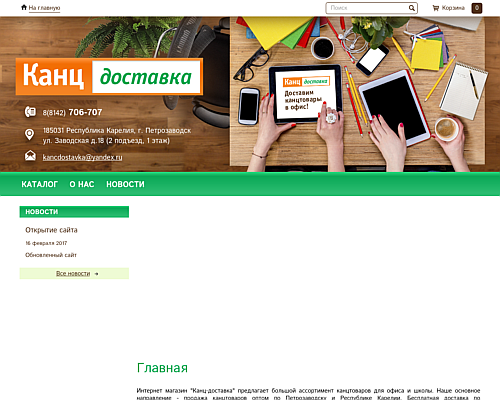 На главную
Поиск
Корзина 0
Канц доставка
8(8142) 706-707
185031 Республика Карелия, г. Петрозаводск
ул. Заводская д.18 (2 подъезд, 1 этаж)
kancdostavka@yandex.ru
Канц доставка
Доставим
канцтовары
в офис!
КАТАЛОГ О НАС НОВОСТИ
НОВОСТИ
Открытие сайта
16 февраля 2017
Обновленный сайт
Все новости →
Главная
Интернет магазин "Канц-доставка" предлагает большой ассортимент канцтоваров для офиса и школы. Наше основное
направление - продажа канцтоваров оптом по Петрозаводску и Республике Карелии. Бесплатная доставка по